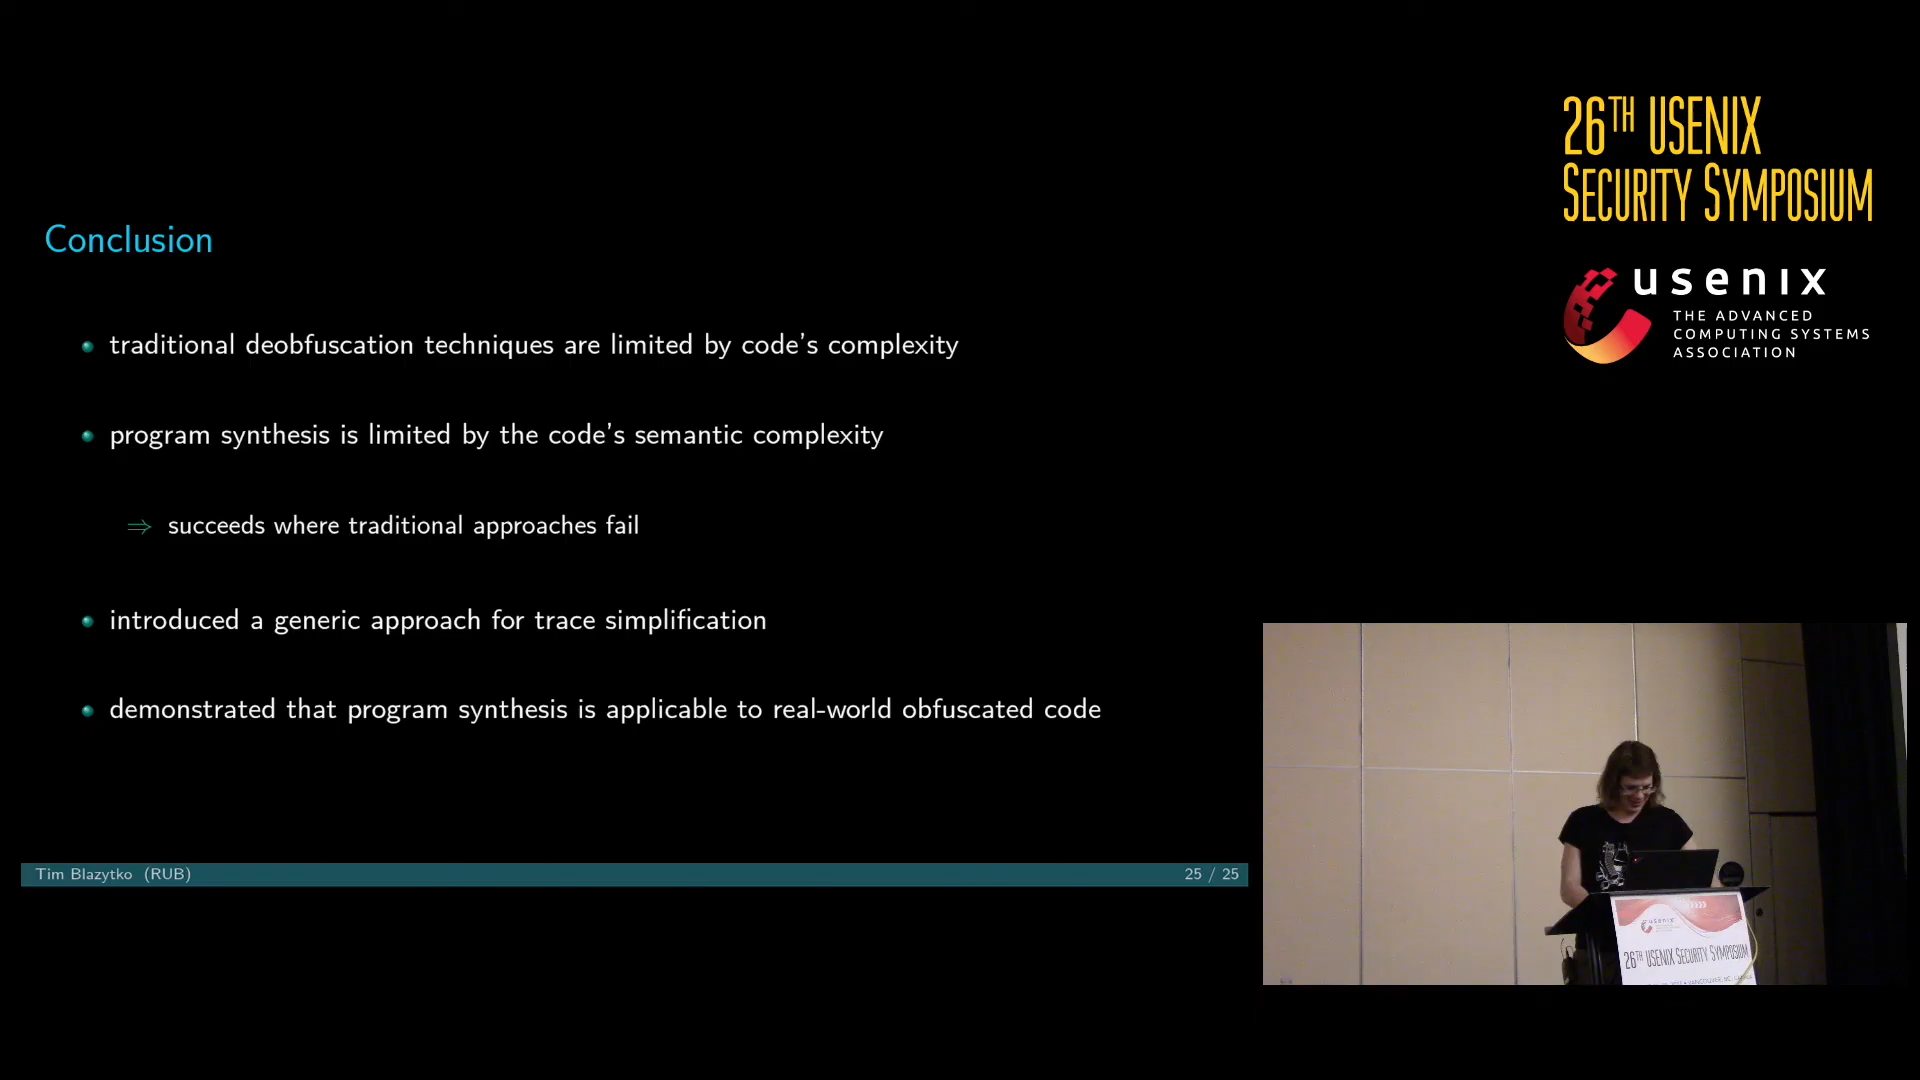 26TH USENIX
SECURITY SYMPOSIUM
usenix
THE ADVANCED
COMPUTING SYSTEMS
ASSOCIATION
Conclusion
traditional deobfuscation techniques are limited by code's complexity
program synthesis is limited by the code's semantic complexity
⇒ succeeds where traditional approaches fail
introduced a generic approach for trace simplification
demonstrated that program synthesis is applicable to real-world obfuscated code
Tim Blazytko (RUB)
25 / 25
usenix
26TH USENIX SECURITY SYMPOSIUM